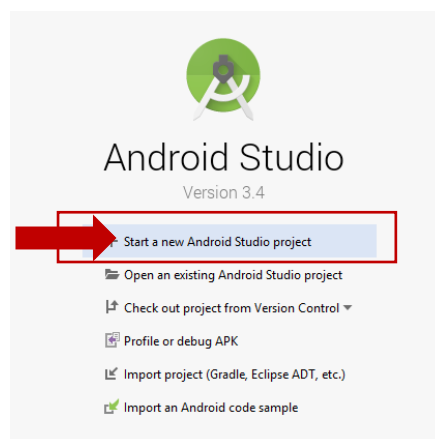 Android Studio
Version 3.4
Start a new Android Studio project
Open an existing Android Studio project
Check out project from Version Control
Profile or debug APK
Import project (Gradle, Eclipse ADT, etc.)
Import an Android code sample